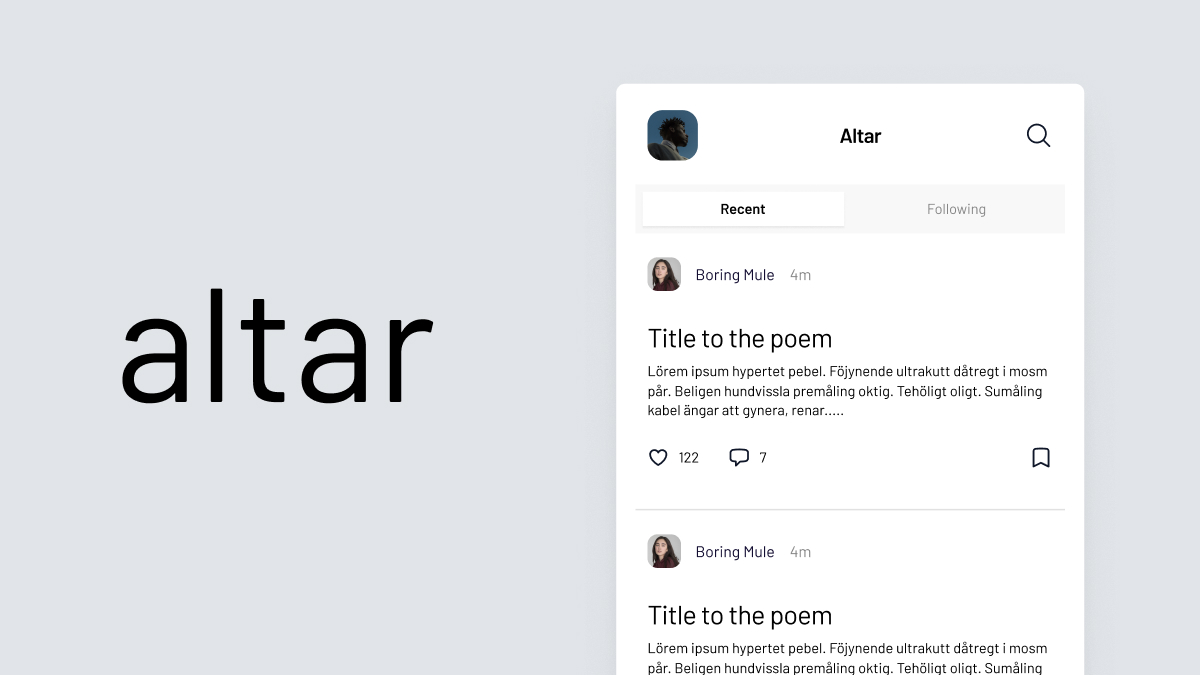 altar
Altar
Recent
Following
Boring Mule 4m
Title to the poem
Lörem ipsum hypertet pebel. Föjynende ultrakutt dåtregt i mosm
pår. Beligen hundvissla premåling oktig. Tehöligt oligt. Sumåling
kabel ängar att gynera, renar.....
122
7
Boring Mule 4m
Title to the poem
Lörem ipsum hypertet pebel. Föjynende ultrakutt dåtregt i mosm
pår. Beligen hundvissla premåling oktig. Tehöligt oligt. Sumåling